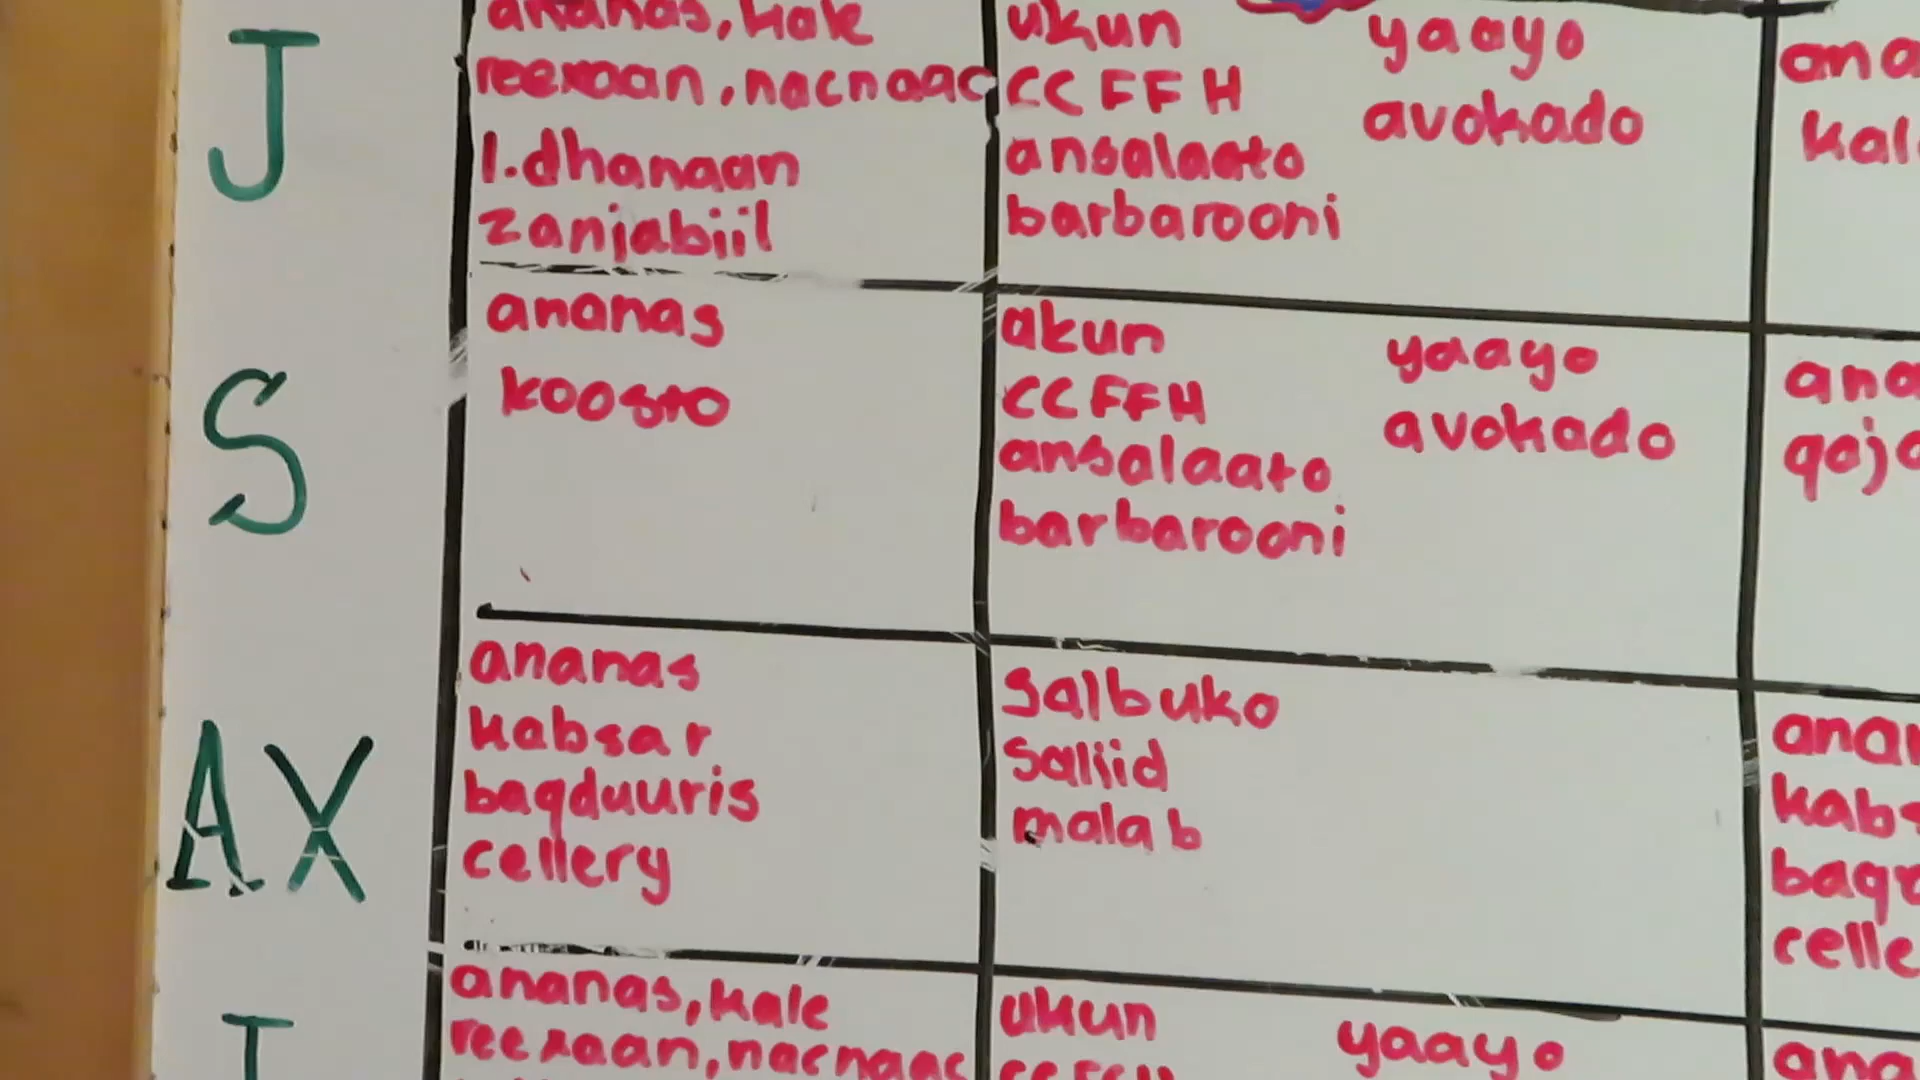 J
ananas, kale
reexaan, nacnaac
l.dhanaan
zanjabiil
ukun
CCFFH
ansalaato
barbarooni
yaayo
avokado
S
ananas
koosto
akun
CCFFH
ansalaato
barbarooni
yaayo
avokado
AX
ananas
kabsar
baqduuris
cellery
salbuko
saliid
malab
ananas, kale
reexaan, nacnaac
ukun
yaayo